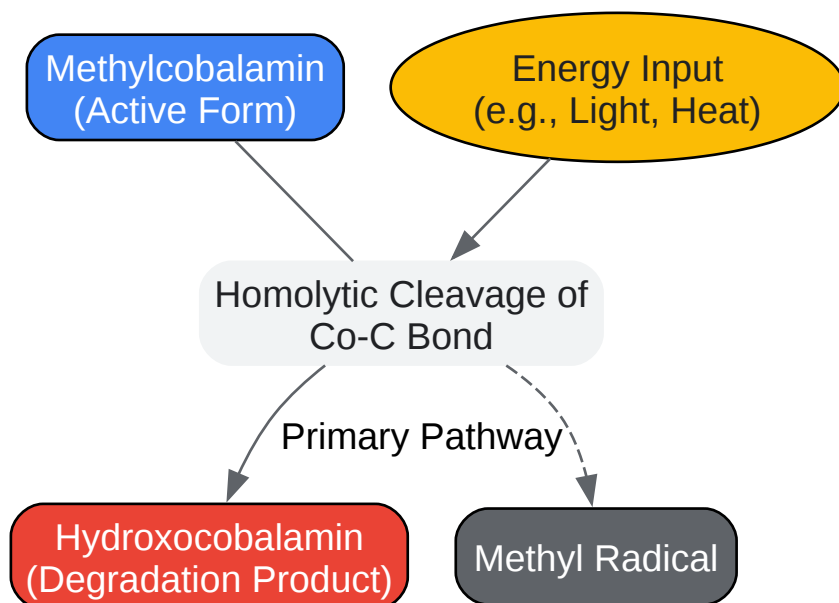 Methylcobalamin
(Active Form)
Energy Input
(e.g., Light, Heat)
Homolytic Cleavage of
Co-C Bond
Primary Pathway
Hydroxocobalamin
(Degradation Product)
Methyl Radical